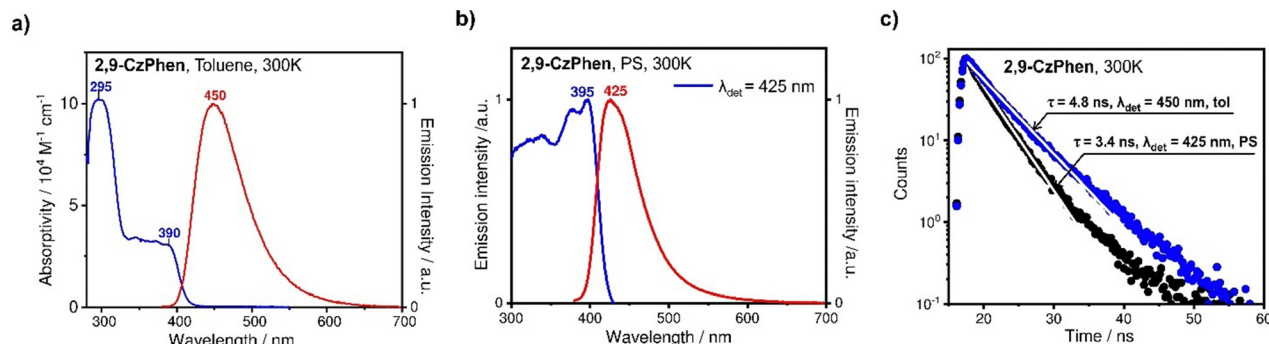 a)
2,9-CzPhen, Toluene, 300K
295
450
390
10
5
0
1
0
Absorptivity / 10⁴ M⁻¹ cm⁻¹
Emission Intensity / a.u.
300 400 500 600 700
Wavelength / nm
b)
2,9-CzPhen, PS, 300K
395
425
λdet = 425 nm
1
0
1
0
Emission intensity /a.u.
Emission intensity /a.u.
300 400 500 600 700
Wavelength / nm
c)
2,9-CzPhen, 300K
τ = 4.8 ns, λdet = 450 nm, tol
τ = 3.4 ns, λdet = 425 nm, PS
10²
10¹
10⁰
10⁻¹
Counts
20 30 40 50 60
Time / ns